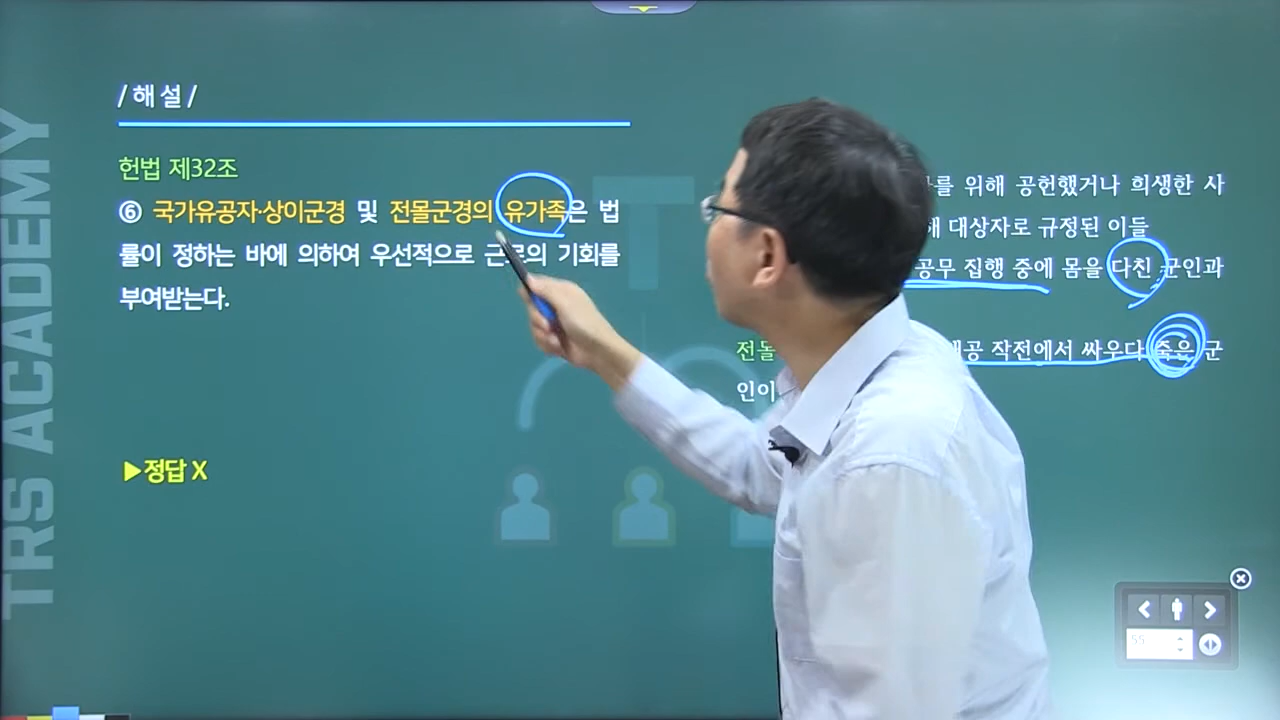 / 해 설 /
헌법 제32조
⑥ 국가유공자·상이군경 및 전몰군경의 유가족은 법
률이 정하는 바에 의하여 우선적으로 근로의 기회를
부여받는다.
▶정답 X
를 위해 공헌했거나 희생한 사
해 대상자로 규정된 이들
공무 집행 중에 몸을 다친 군인과
전몰 작전에서 싸우다 죽은 군
인이
TRS ACADEMY
55